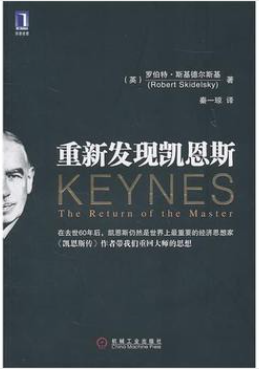 （英）罗伯特·斯基德尔斯基 著
(Robert Skidelsky)
秦一琼 译
重新发现凯恩斯
KEYNES
The Return of the Master
在去世60年后，凯恩斯仍然是世界上最重要的经济思想家
《凯恩斯传》作者带我们重回大师的思想
机械工业出版社
China Machine Press